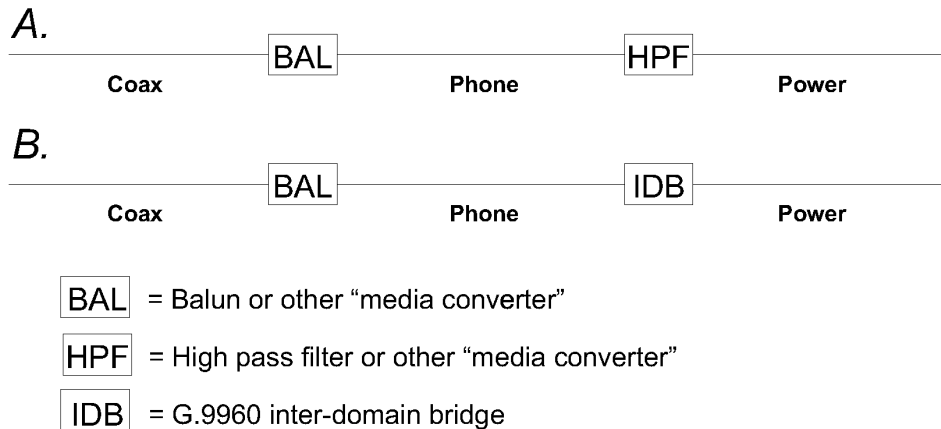 A.
BAL HPF
Coax Phone Power
B.
BAL IDB
Coax Phone Power
BAL = Balun or other “media converter”
HPF = High pass filter or other “media converter”
IDB = G.9960 inter-domain bridge